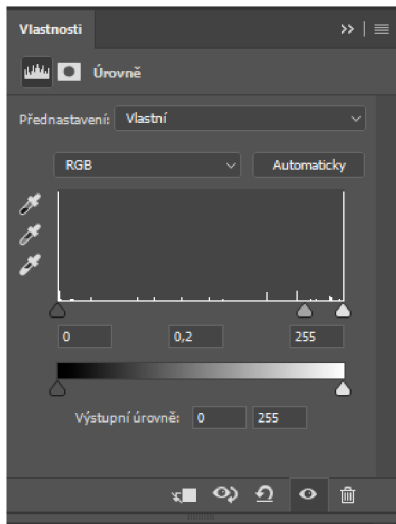 Vlastnosti
Úrovně
Přednastavení: Vlastní
RGB Automaticky
0 0,2 255
Výstupní úrovně: 0 255